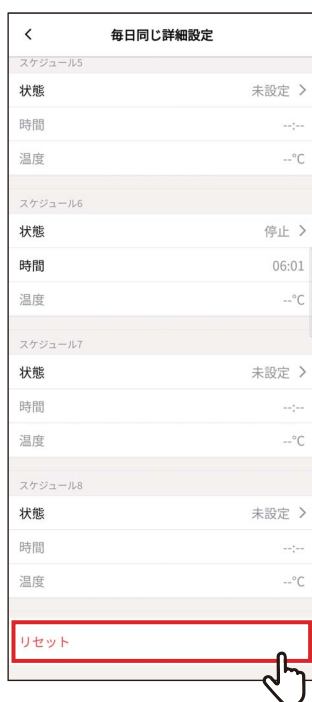 毎日同じ詳細設定
スケジュール5
状態 未設定
時間 --:--
温度 --°C
スケジュール6
状態 停止
時間 06:01
温度 --°C
スケジュール7
状態 未設定
時間 --:--
温度 --°C
スケジュール8
状態 未設定
時間 --:--
温度 --°C
リセット